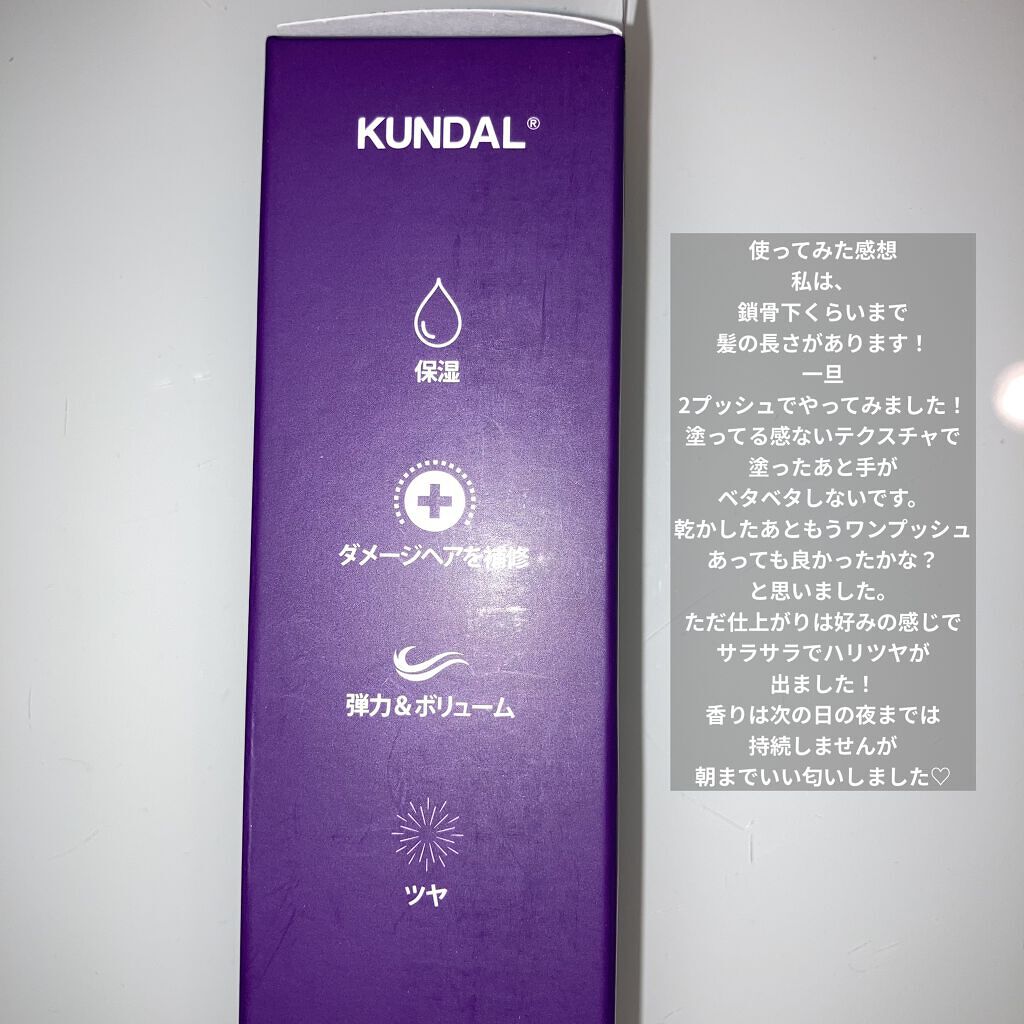 KUNDAL®
保湿
ダメージヘアを補修
弾力&ボリューム
ツヤ
使ってみた感想
私は、
鎖骨下くらいまで
髪の長さがあります！
一旦
2プッシュでやってみました！
塗ってる感ないテクスチャで
塗ったあと手が
ベタベタしないです。
乾かしたあともうワンプッシュ
あっても良かったかな？
と思いました。
ただ仕上がりは好みの感じで
サラサラでハリツヤが
出ました！
香りは次の日の夜までは
持続しませんが
朝までいい匂いしました♡